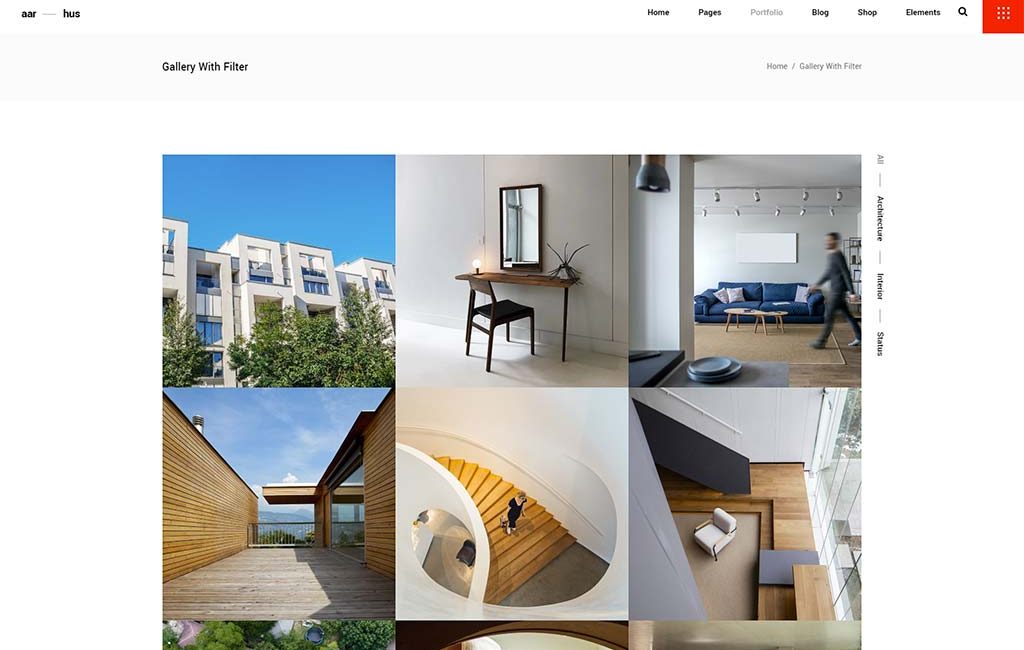 aar — hus
Home Pages Portfolio Blog Shop Elements
Gallery With Filter
Home / Gallery With Filter
All
Architecture
Interior
Status